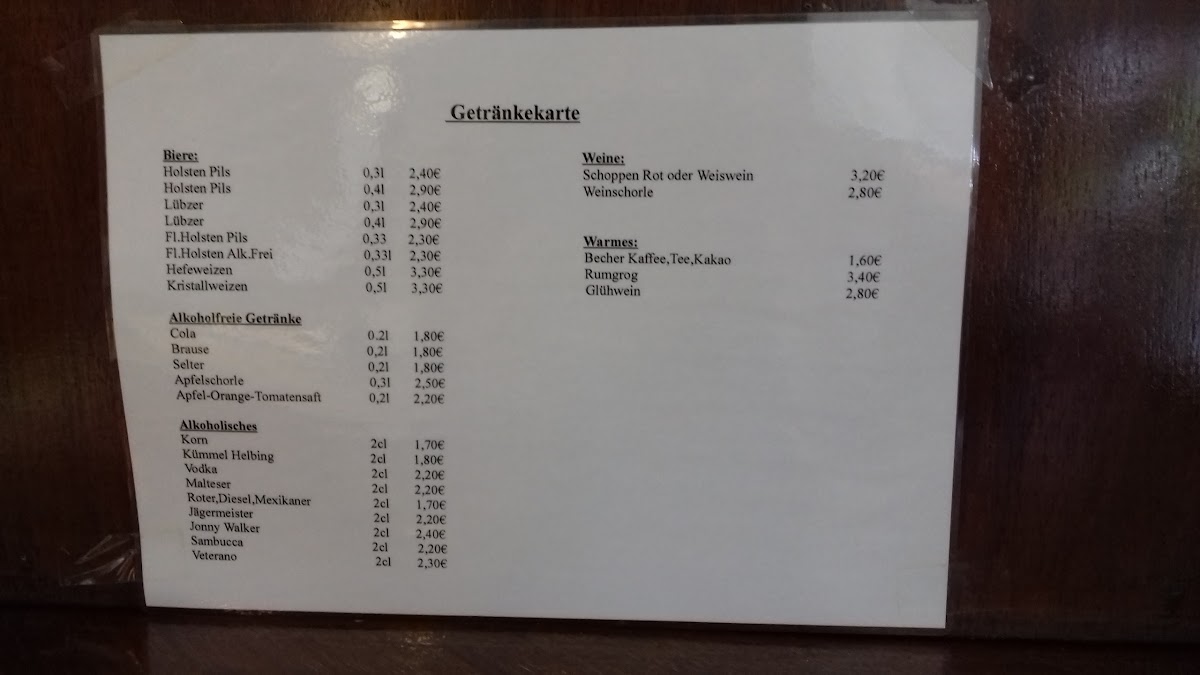 Getränkekarte
Biere:
Holsten Pils 0,3l 2,40€
Holsten Pils 0,4l 2,90€
Lübzer 0,3l 2,40€
Lübzer 0,4l 2,90€
Fl.Holsten Pils 0,33 2,30€
Fl.Holsten Alk.Frei 0,33l 2,30€
Hefeweizen 0,5l 3,30€
Kristallweizen 0,5l 3,30€
Alkoholfreie Getränke
Cola 0.2l 1,80€
Brause 0,2l 1,80€
Selter 0,2l 1,80€
Apfelschorle 0,3l 2,50€
Apfel-Orange-Tomatensaft 0,2l 2,20€
Alkoholisches
Korn 2cl 1,70€
Kümmel Helbing 2cl 1,80€
Vodka 2cl 2,20€
Malteser 2cl 2,20€
Roter,Diesel,Mexikaner 2cl 1,70€
Jägermeister 2cl 2,20€
Jonny Walker 2cl 2,40€
Sambucca 2cl 2,20€
Veterano 2cl 2,30€
Weine:
Schoppen Rot oder Weiswein 3,20€
Weinschorle 2,80€
Warmes:
Becher Kaffee,Tee,Kakao 1,60€
Rumgrog 3,40€
Glühwein 2,80€